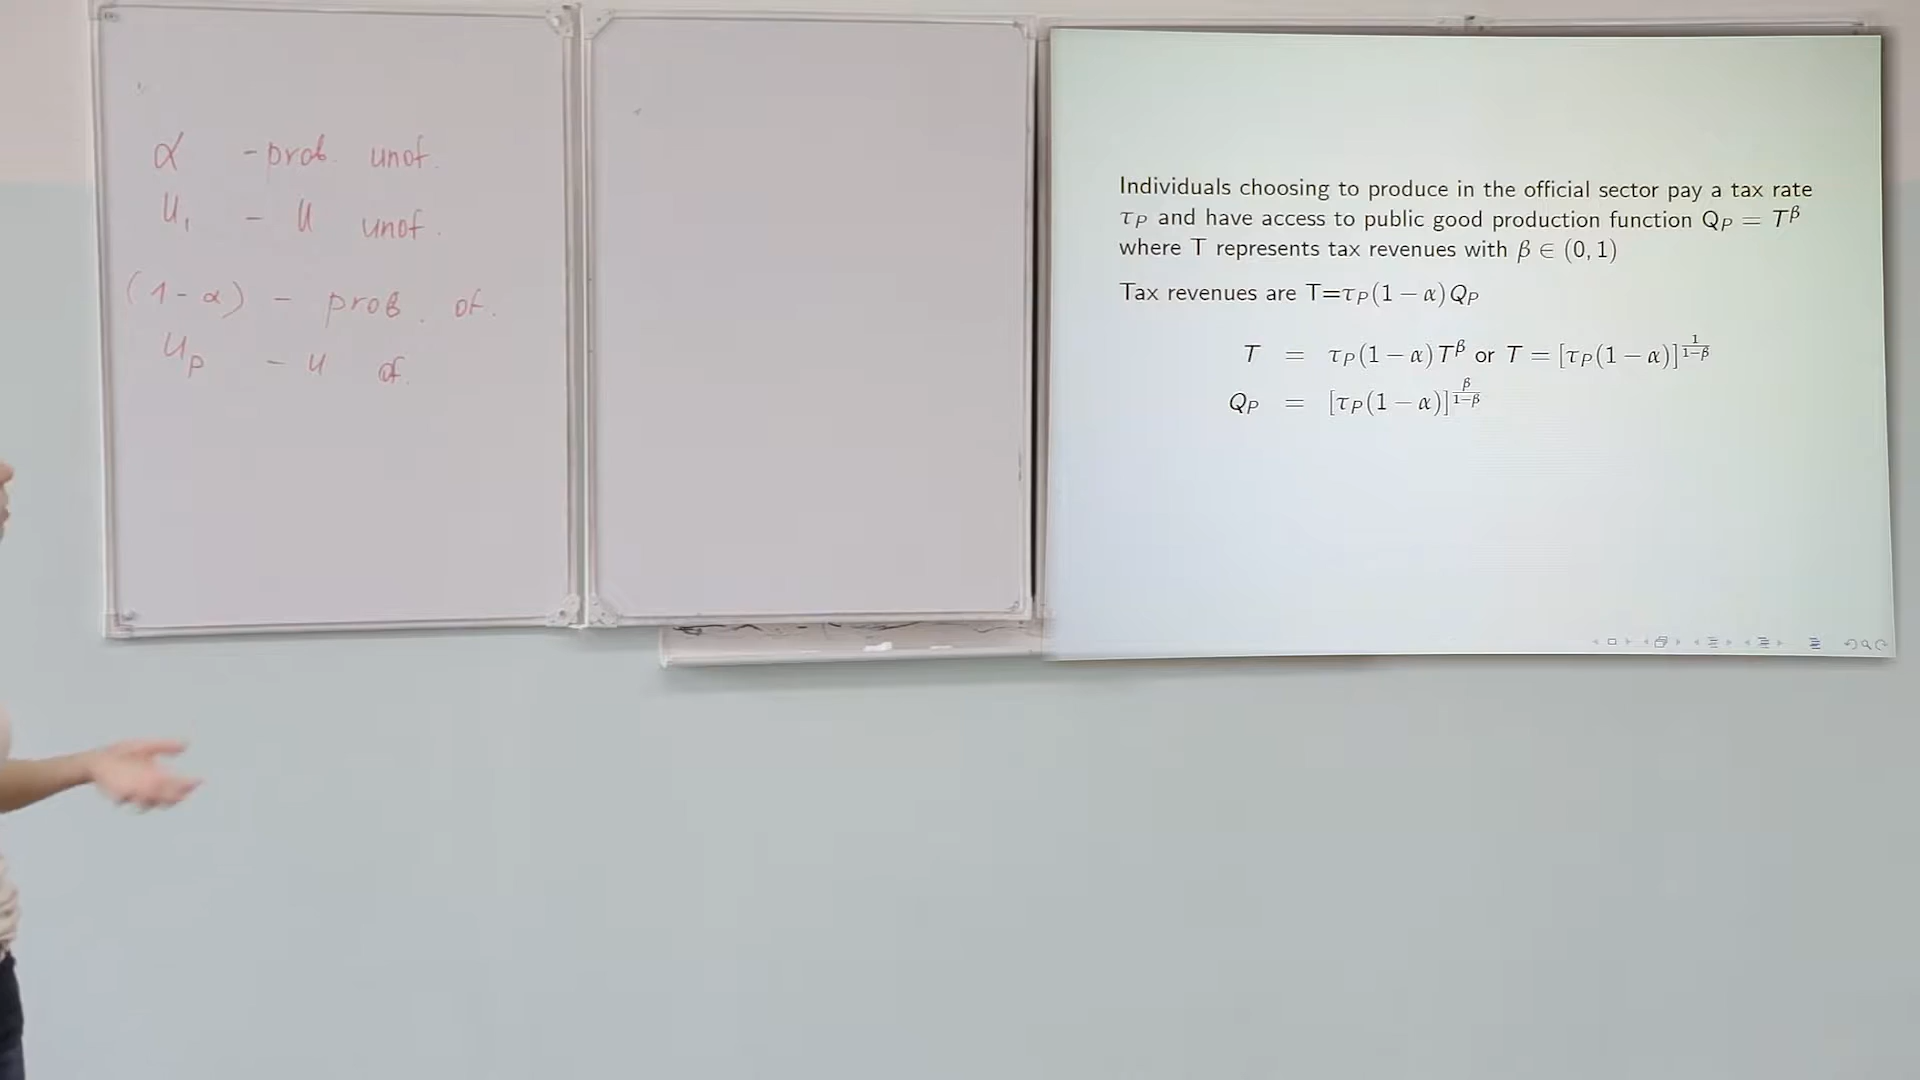 α - prob. unof.
U₁ - U unof.
(1 - α) - prob. of.
U_P - U of.
Individuals choosing to produce in the official sector pay a tax rate
τ_P and have access to public good production function Q_P = T^β
where T represents tax revenues with β ∈ (0, 1)
Tax revenues are T=τ_P(1 − α)Q_P
T = τ_P(1 − α)T^β or T = [τ_P(1 − α)]^{\frac{1}{1−β}}
Q_P = [τ_P(1 − α)]^{\frac{β}{1−β}}